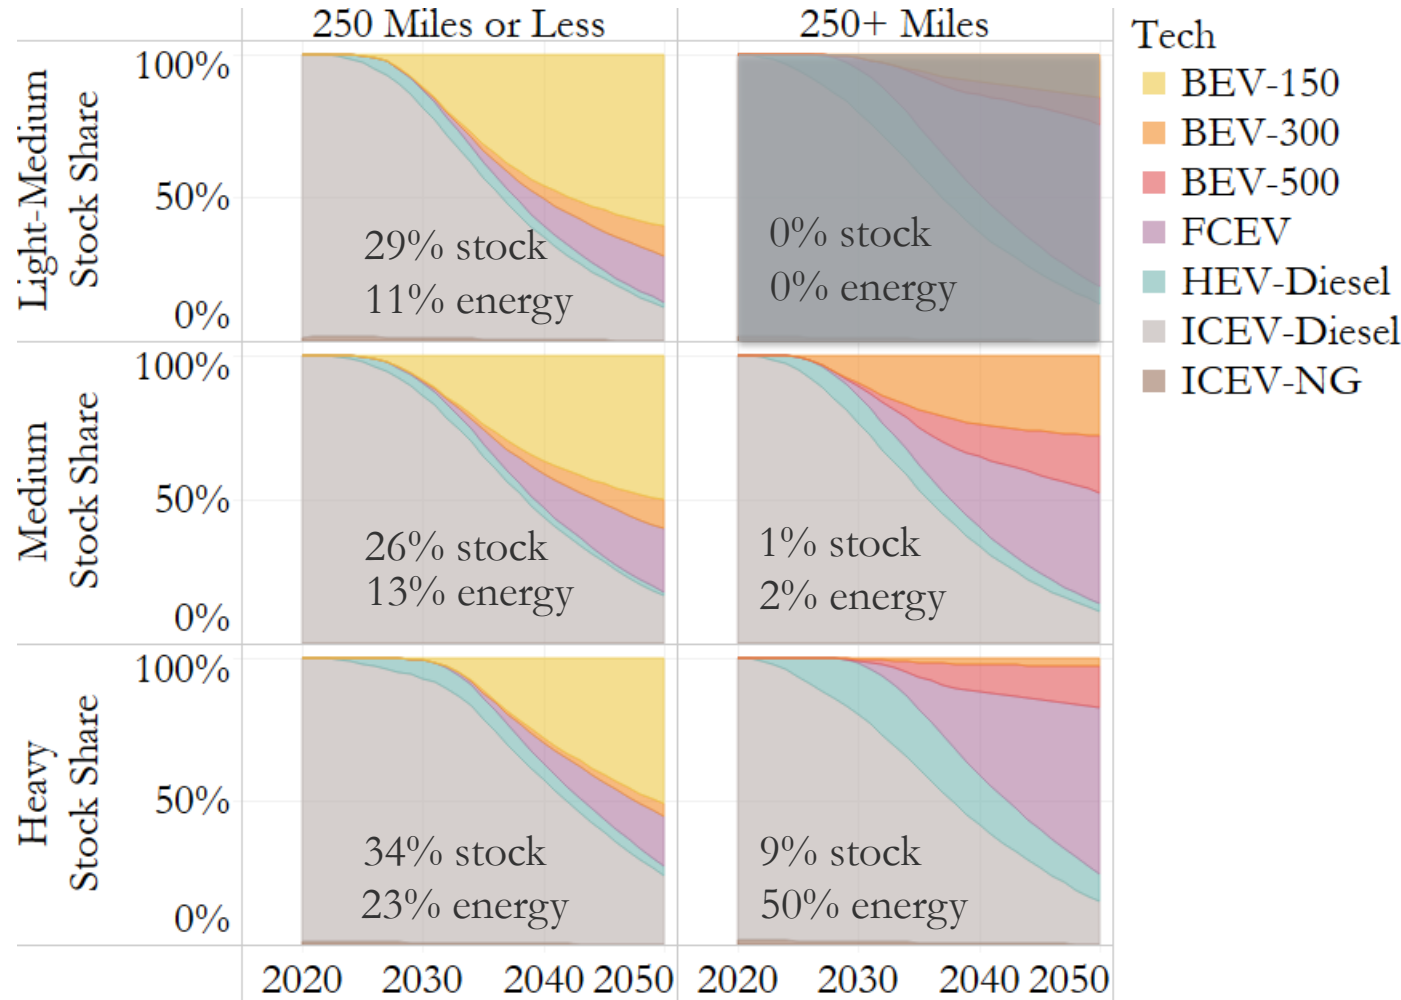 250 Miles or Less
250+ Miles
Tech
BEV-150
BEV-300
BEV-500
FCEV
HEV-Diesel
ICEV-Diesel
ICEV-NG
Light-Medium
Stock Share
100%
50%
0%
29% stock
11% energy
0% stock
0% energy
Medium
Stock Share
100%
50%
0%
26% stock
13% energy
1% stock
2% energy
Heavy
Stock Share
100%
50%
0%
34% stock
23% energy
9% stock
50% energy
2020 2030 2040 2050
2020 2030 2040 2050